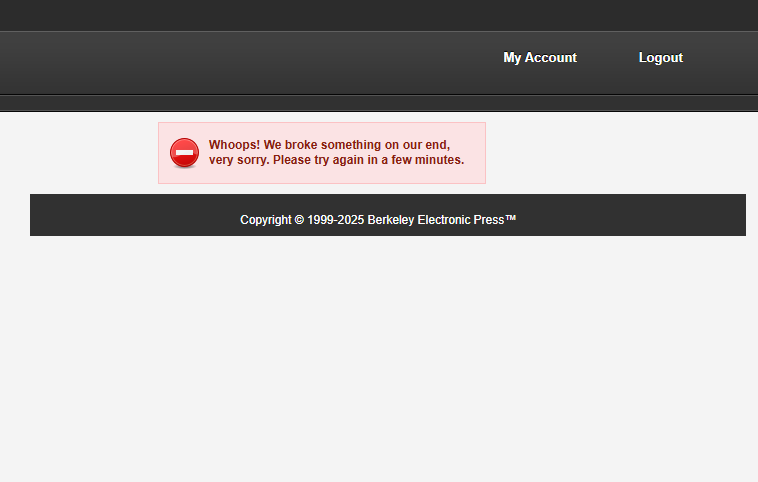 My Account Logout
Whoops! We broke something on our end,
very sorry. Please try again in a few minutes.
Copyright © 1999-2025 Berkeley Electronic Press™